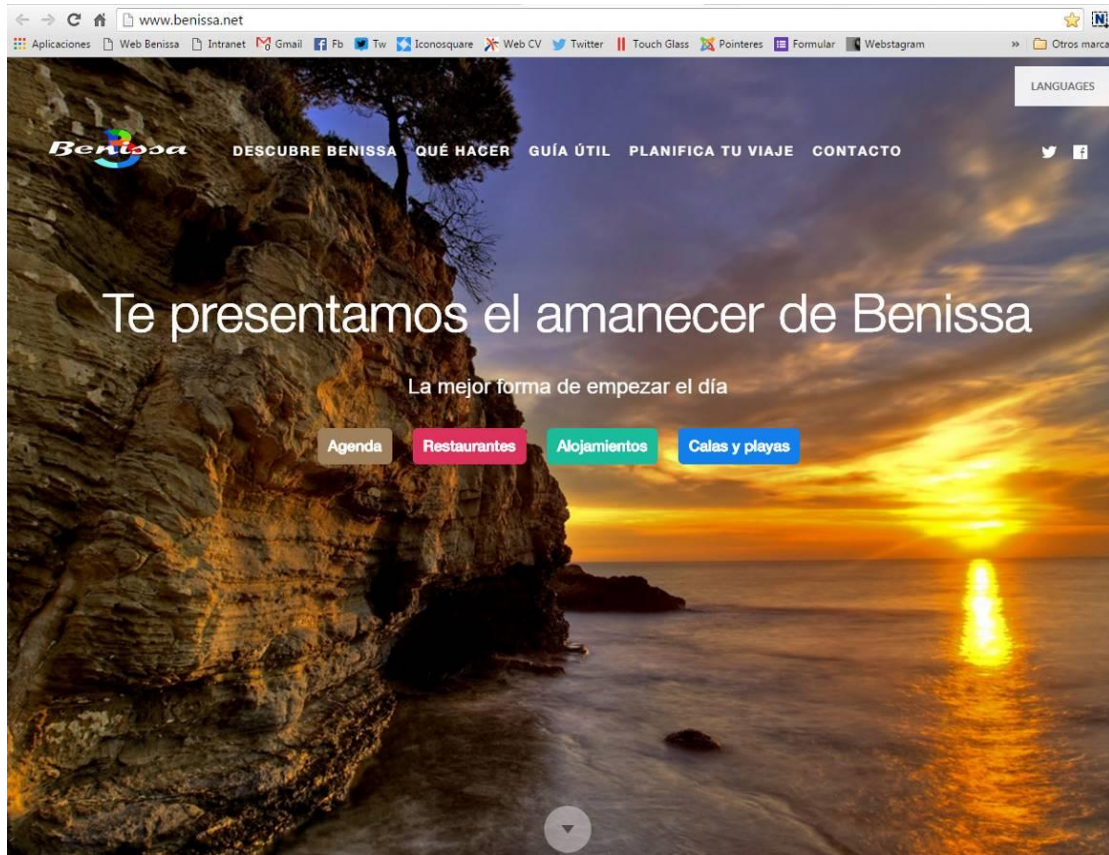 www.benissa.net
Aplicaciones Web Benissa Intranet Gmail Fb Tw Iconosquare Web CV Twitter Touch Glass Pointeres Formular Webstagram » Otros marca
LANGUAGES
Benissa DESCUBRE BENISSA QUÉ HACER GUÍA ÚTIL PLANIFICA TU VIAJE CONTACTO
Te presentamos el amanecer de Benissa
La mejor forma de empezar el día
Agenda Restaurantes Alojamientos Calas y playas